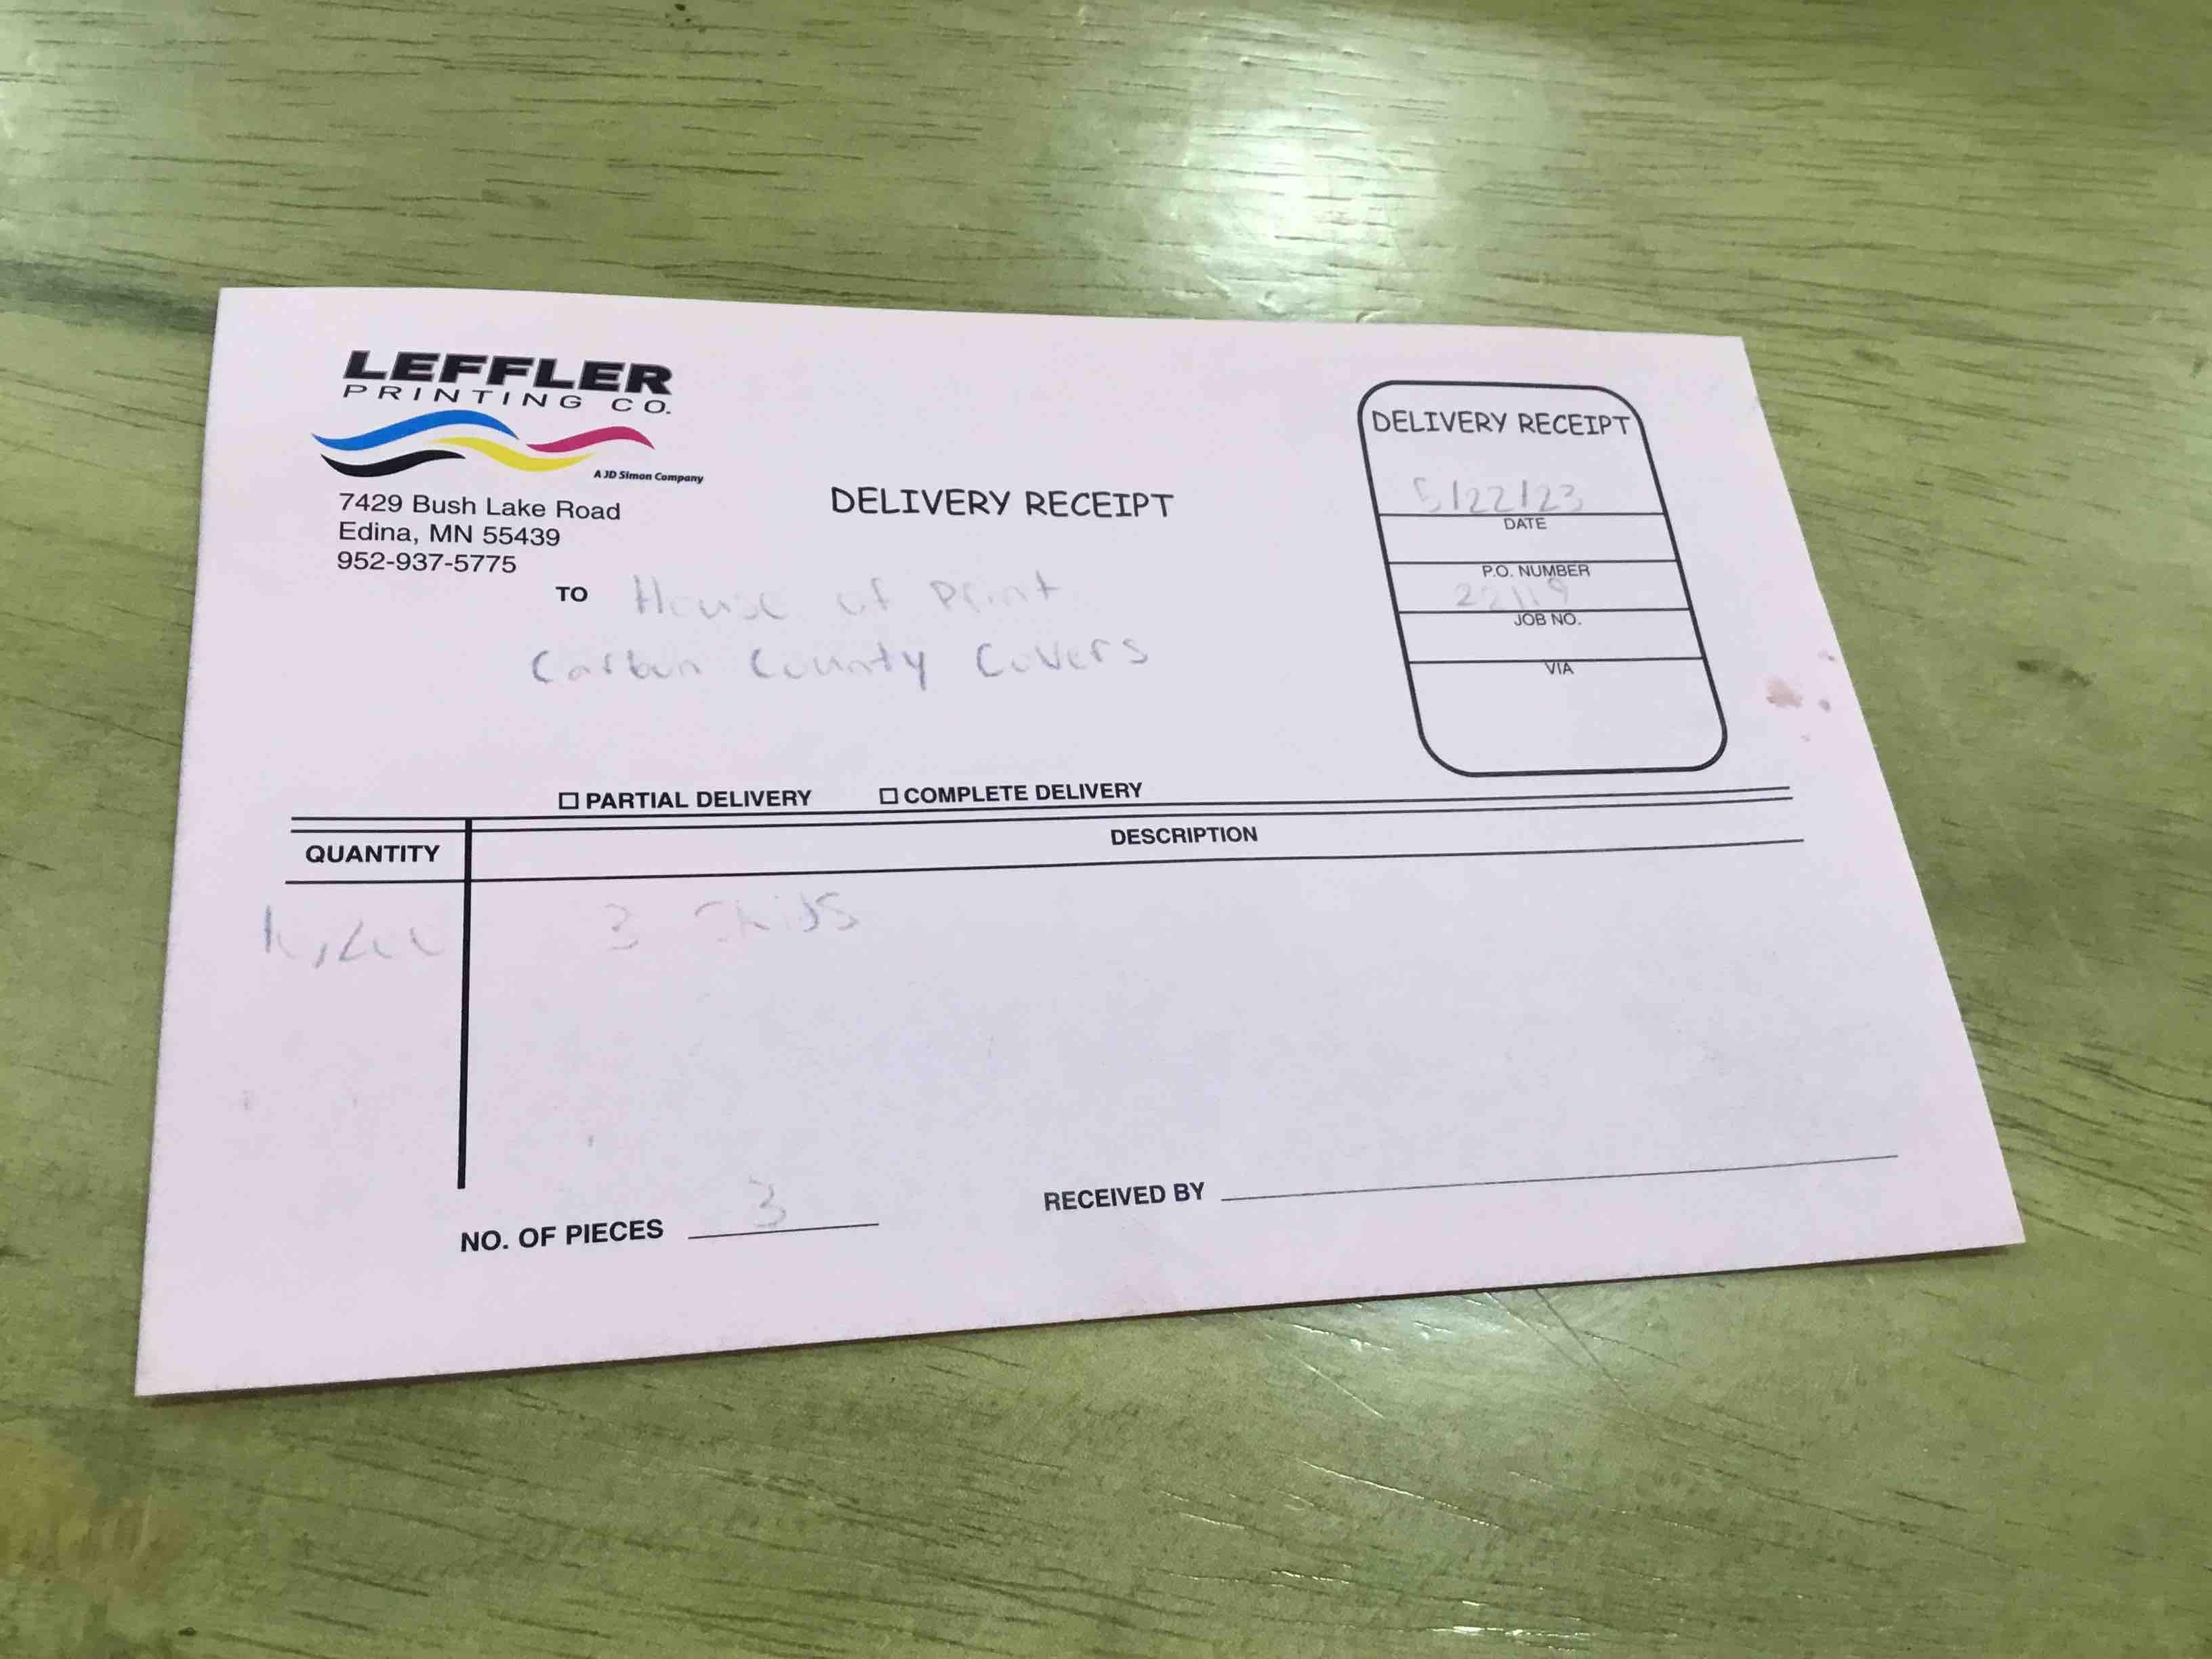 LEFFLER
PRINTING CO.
A JD Simon Company
7429 Bush Lake Road
Edina, MN 55439
952-937-5775
DELIVERY RECEIPT
TO House of Print
Carbon County Covers
DELIVERY RECEIPT
5/22/23
DATE
P.O. NUMBER
22119
JOB NO.
VIA
PARTIAL DELIVERY COMPLETE DELIVERY
QUANTITY DESCRIPTION
3 Skids
NO. OF PIECES 3 RECEIVED BY